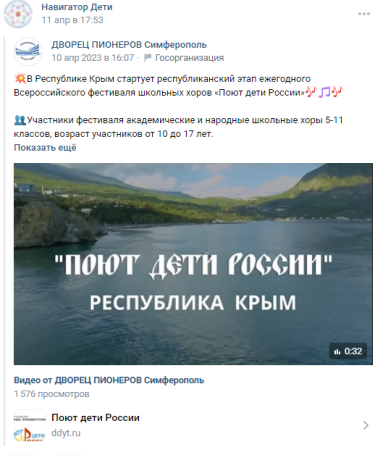 Навигатор Дети
11 апр в 17:53
ДВОРЕЦ ПИОНЕРОВ Симферополь
10 апр 2023 в 16:07 · Госорганизация
💥В Республике Крым стартует республиканский этап ежегодного
Всероссийского фестиваля школьных хоров «Поют дети России»🎶🎵🎶
👥Участники фестиваля академические и народные школьные хоры 5-11
классов, возраст участников от 10 до 17 лет.
Показать ещё
"ПОЮТ ДЕТИ РОССИИ"
РЕСПУБЛИКА КРЫМ
0:32
Видео от ДВОРЕЦ ПИОНЕРОВ Симферополь
1 576 просмотров
Поют дети России
ddyt.ru